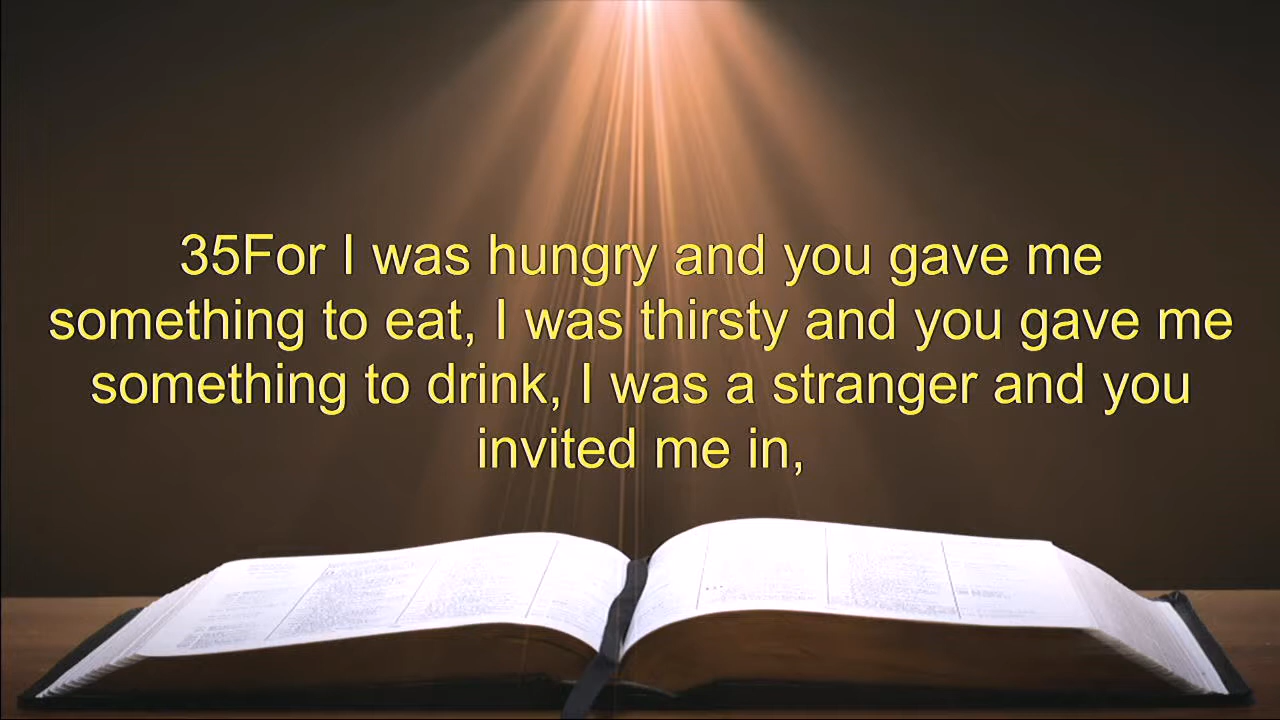 35For I was hungry and you gave me
something to eat, I was thirsty and you gave me
something to drink, I was a stranger and you
invited me in,